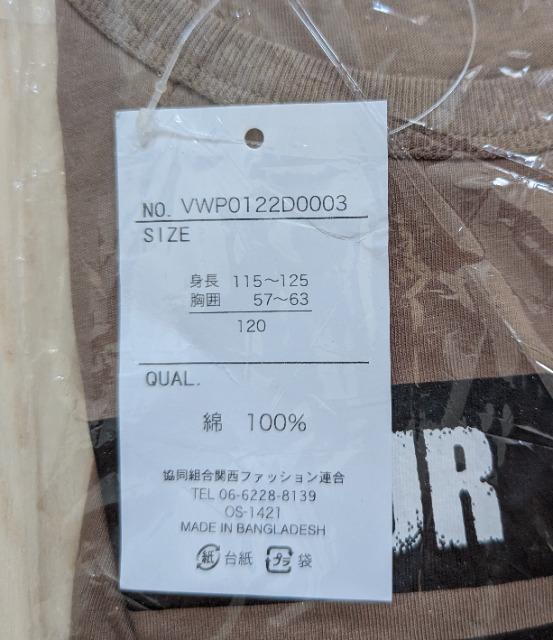 NO. VWP0122D0003
SIZE
身長 115～125
胸囲 57～63
120
QUAL.
綿 100%
協同組合関西ファッション連合
TEL 06-6228-8139
OS-1421
MADE IN BANGLADESH
紙 台紙 プラ 袋